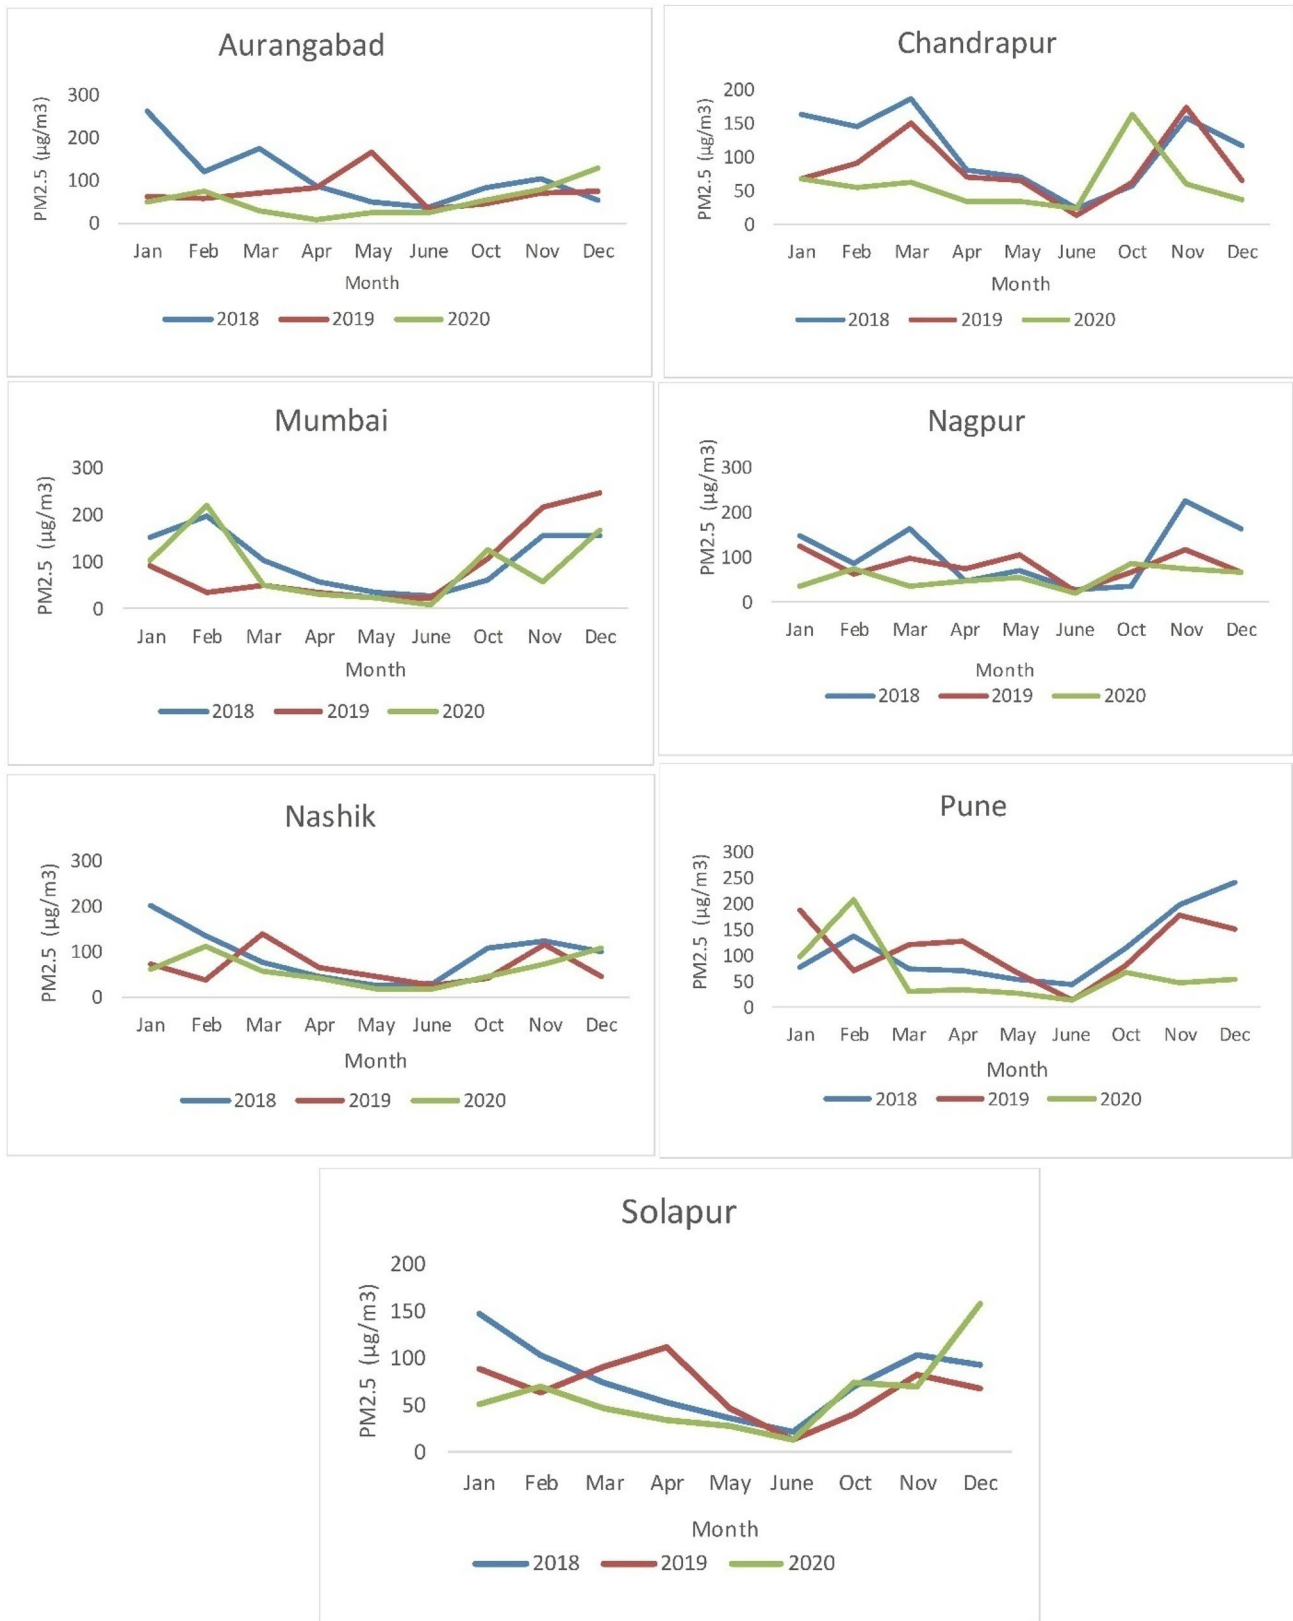 Aurangabad
PM2.5 (µg/m3)
300
200
100
0
Jan Feb Mar Apr May June Oct Nov Dec
Month
2018 2019 2020
Chandrapur
PM2.5 (µg/m3)
200
150
100
50
0
Jan Feb Mar Apr May June Oct Nov Dec
Month
2018 2019 2020
Mumbai
PM2.5 (µg/m3)
300
200
100
0
Jan Feb Mar Apr May June Oct Nov Dec
Month
2018 2019 2020
Nagpur
PM2.5 (µg/m3)
300
200
100
0
Jan Feb Mar Apr May June Oct Nov Dec
Month
2018 2019 2020
Nashik
PM2.5 (µg/m3)
300
200
100
0
Jan Feb Mar Apr May June Oct Nov Dec
Month
2018 2019 2020
Pune
PM2.5 (µg/m3)
300
250
200
150
100
50
0
Jan Feb Mar Apr May June Oct Nov Dec
Month
2018 2019 2020
Solapur
PM2.5 (µg/m3)
200
150
100
50
0
Jan Feb Mar Apr May June Oct Nov Dec
Month
2018 2019 2020